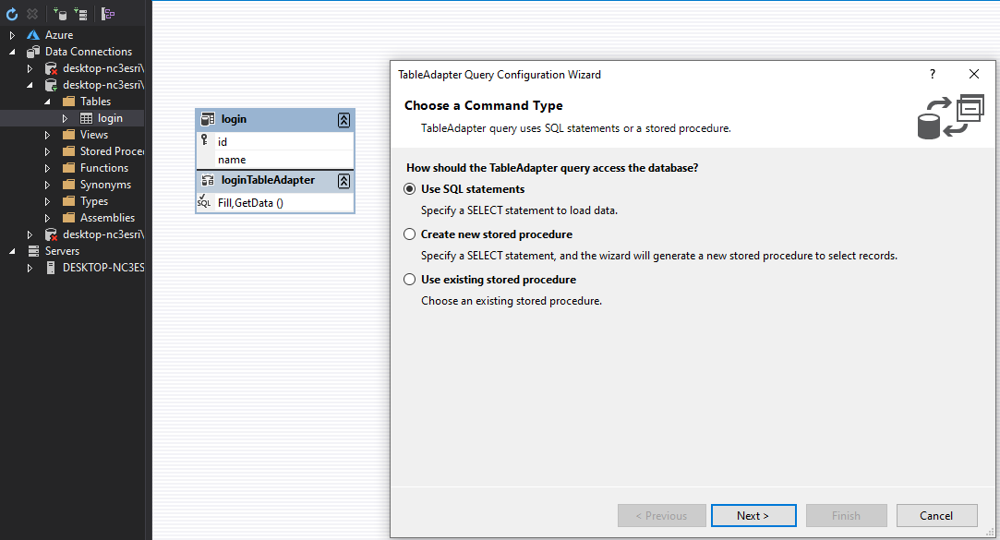 Azure
Data Connections
desktop-nc3esri\
desktop-nc3esri\
Tables
login
Views
Stored Proce
Functions
Synonyms
Types
Assemblies
desktop-nc3esri\
Servers
DESKTOP-NC3ES
login
id
name
loginTableAdapter
SQL Fill,GetData ()
TableAdapter Query Configuration Wizard
?
Choose a Command Type
TableAdapter query uses SQL statements or a stored procedure.
How should the TableAdapter query access the database?
Use SQL statements
Specify a SELECT statement to load data.
Create new stored procedure
Specify a SELECT statement, and the wizard will generate a new stored procedure to select records.
Use existing stored procedure
Choose an existing stored procedure.
< Previous
Next >
Finish
Cancel